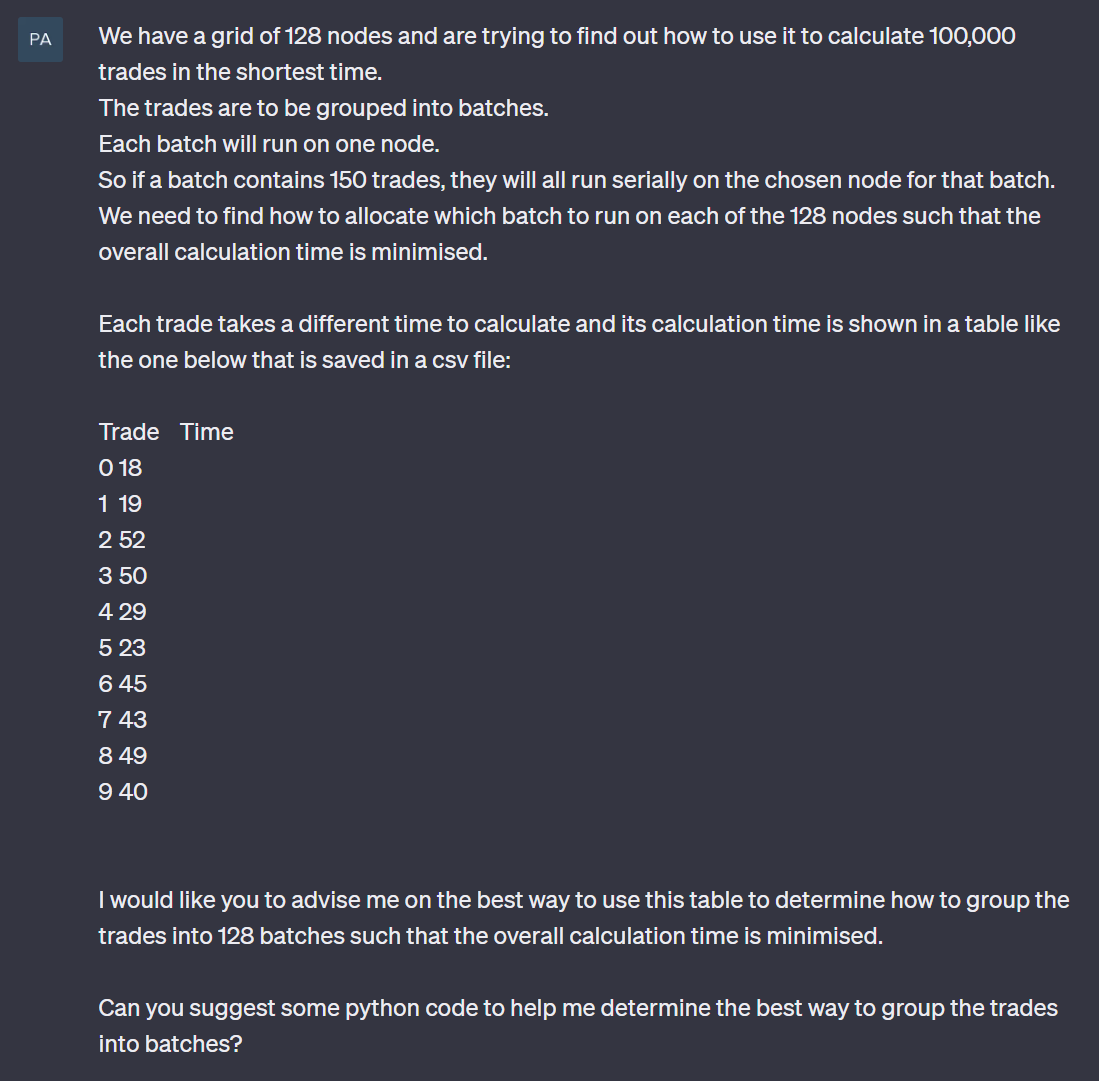 PA
We have a grid of 128 nodes and are trying to find out how to use it to calculate 100,000
trades in the shortest time.
The trades are to be grouped into batches.
Each batch will run on one node.
So if a batch contains 150 trades, they will all run serially on the chosen node for that batch.
We need to find how to allocate which batch to run on each of the 128 nodes such that the
overall calculation time is minimised.
Each trade takes a different time to calculate and its calculation time is shown in a table like
the one below that is saved in a csv file:
Trade Time
0 18
1 19
2 52
3 50
4 29
5 23
6 45
7 43
8 49
9 40
I would like you to advise me on the best way to use this table to determine how to group the
trades into 128 batches such that the overall calculation time is minimised.
Can you suggest some python code to help me determine the best way to group the trades
into batches?